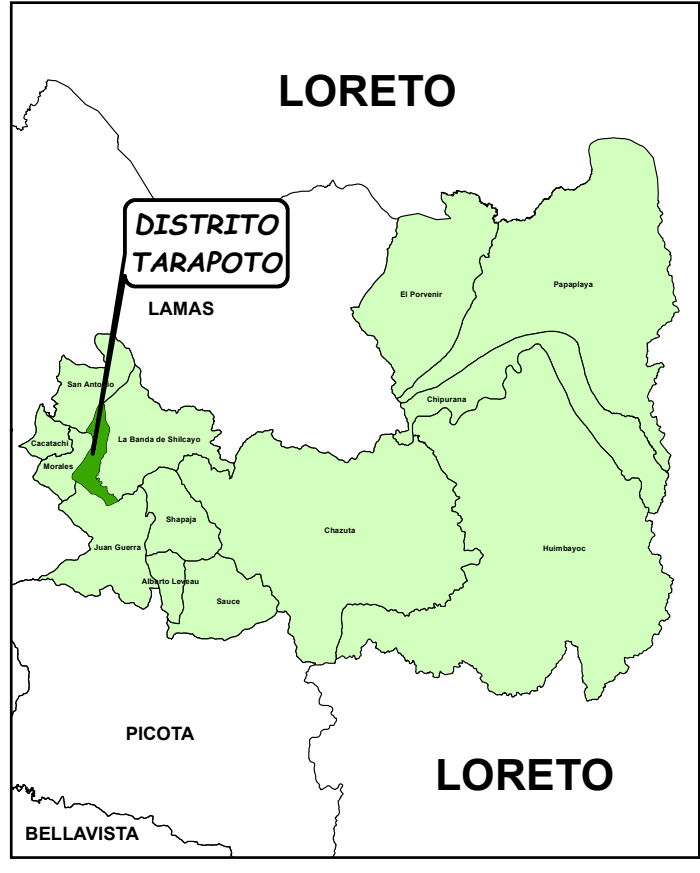 LORETO
DISTRITO
TARAPOTO
LAMAS
El Porvenir
Papaplaya
San Antonio
Chipurana
Cacatachi
La Banda de Shilcayo
Morales
Shapaja
Chazuta
Juan Guerra
Huimbayoc
Alberto Leveau
Sauce
PICOTA
LORETO
BELLAVISTA